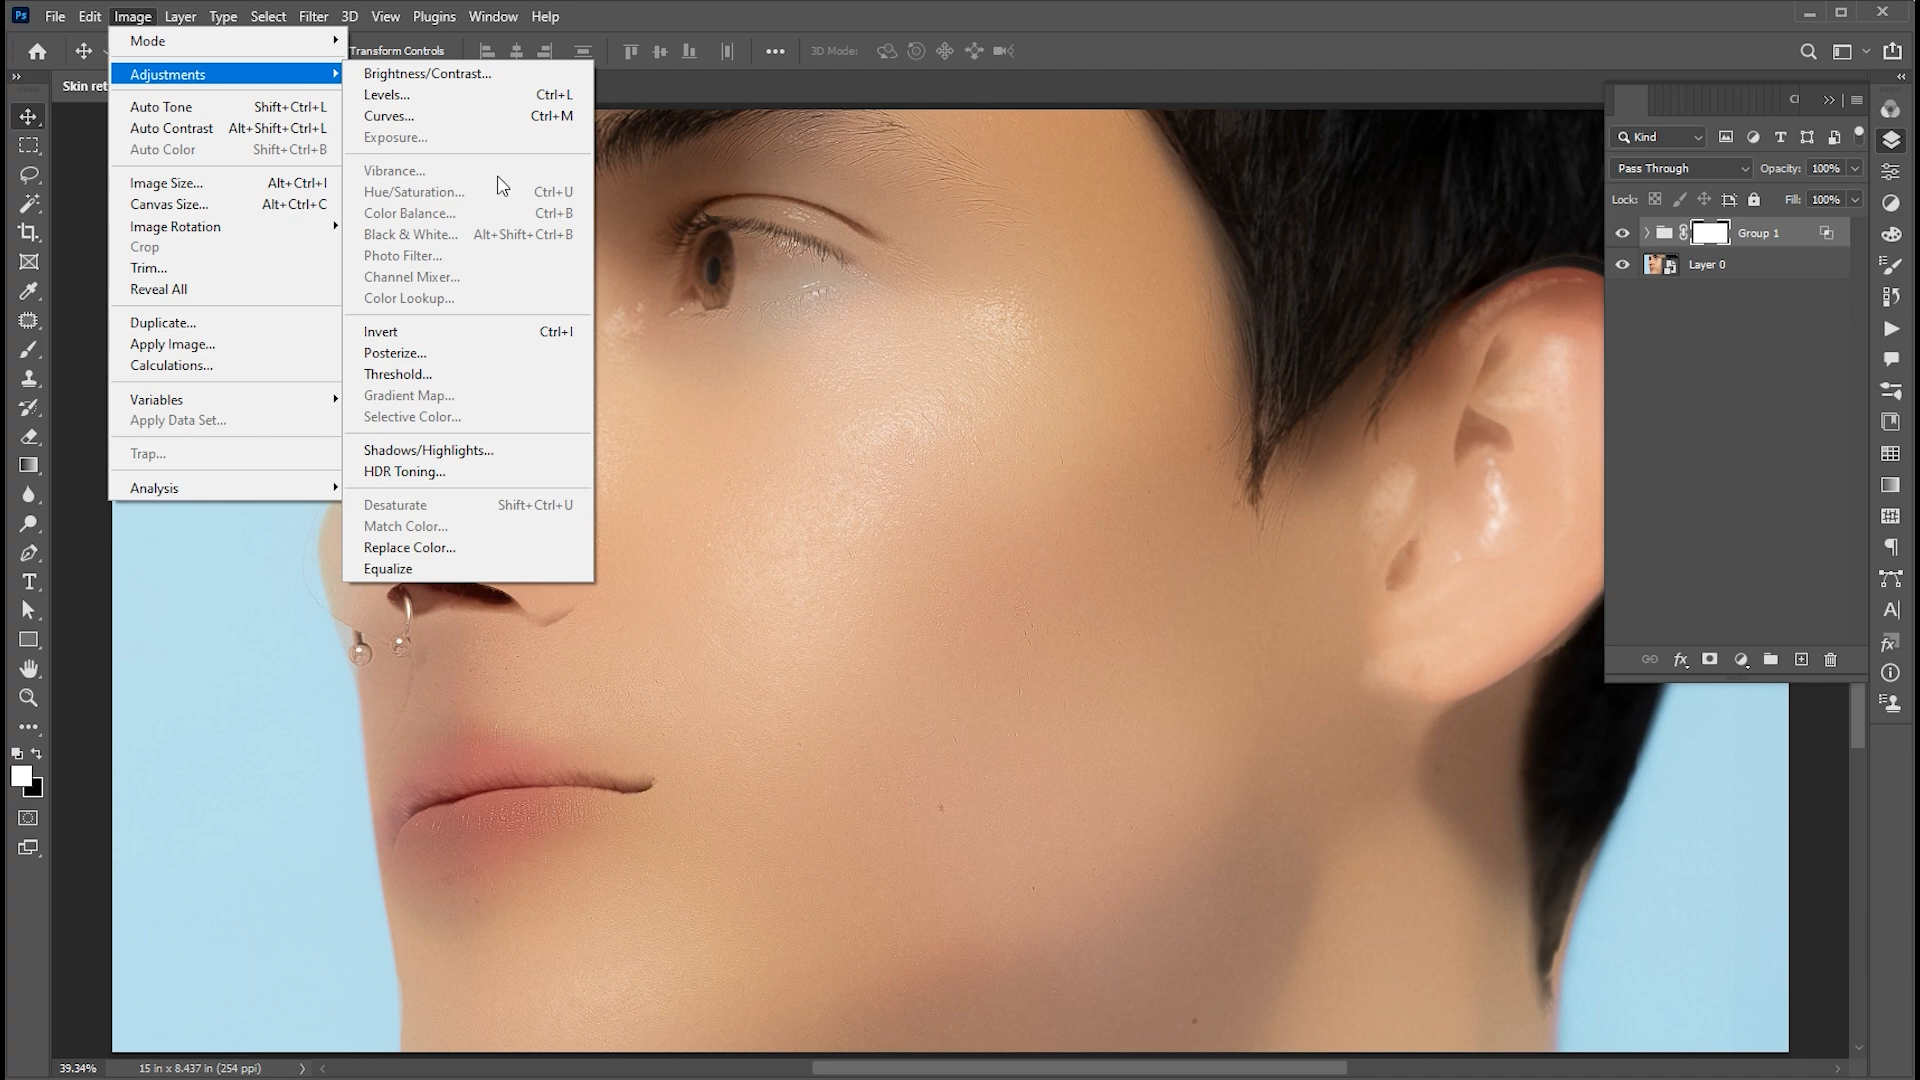 Ps File Edit Image Layer Type Select Filter 3D View Plugins Window Help
Transform Controls 3D Mode:
Skin ret
Mode
Adjustments
Auto Tone Shift+Ctrl+L
Auto Contrast Alt+Shift+Ctrl+L
Auto Color Shift+Ctrl+B
Image Size... Alt+Ctrl+I
Canvas Size... Alt+Ctrl+C
Image Rotation
Crop
Trim...
Reveal All
Duplicate...
Apply Image...
Calculations...
Variables
Apply Data Set...
Trap...
Analysis
Brightness/Contrast...
Levels... Ctrl+L
Curves... Ctrl+M
Exposure...
Vibrance...
Hue/Saturation... Ctrl+U
Color Balance... Ctrl+B
Black & White... Alt+Shift+Ctrl+B
Photo Filter...
Channel Mixer...
Color Lookup...
Invert Ctrl+I
Posterize...
Threshold...
Gradient Map...
Selective Color...
Shadows/Highlights...
HDR Toning...
Desaturate Shift+Ctrl+U
Match Color...
Replace Color...
Equalize
Kind
Pass Through Opacity: 100%
Lock: Fill: 100%
Group 1
Layer 0
39.34% 15 in x 8.437 in (254 ppi)